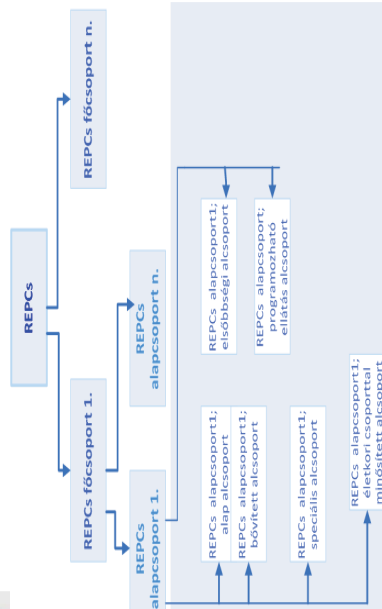 REPCs
REPCs főcsoport 1.
REPCs főcsoport n.
REPCs
alapcsoport 1.
REPCs
alapcsoport n.
REPCs alapcsoport1;
alap alcsoport
REPCs alapcsoport1;
bővített alcsoport
REPCs alapcsoport1;
speciális alcsoport
REPCs alapcsoport1;
életkori csoporttal
minősített alcsoport
REPCs alapcsoport1;
elsőbbségi alcsoport
REPCs alapcsoport;
programozható
ellátás alcsoport